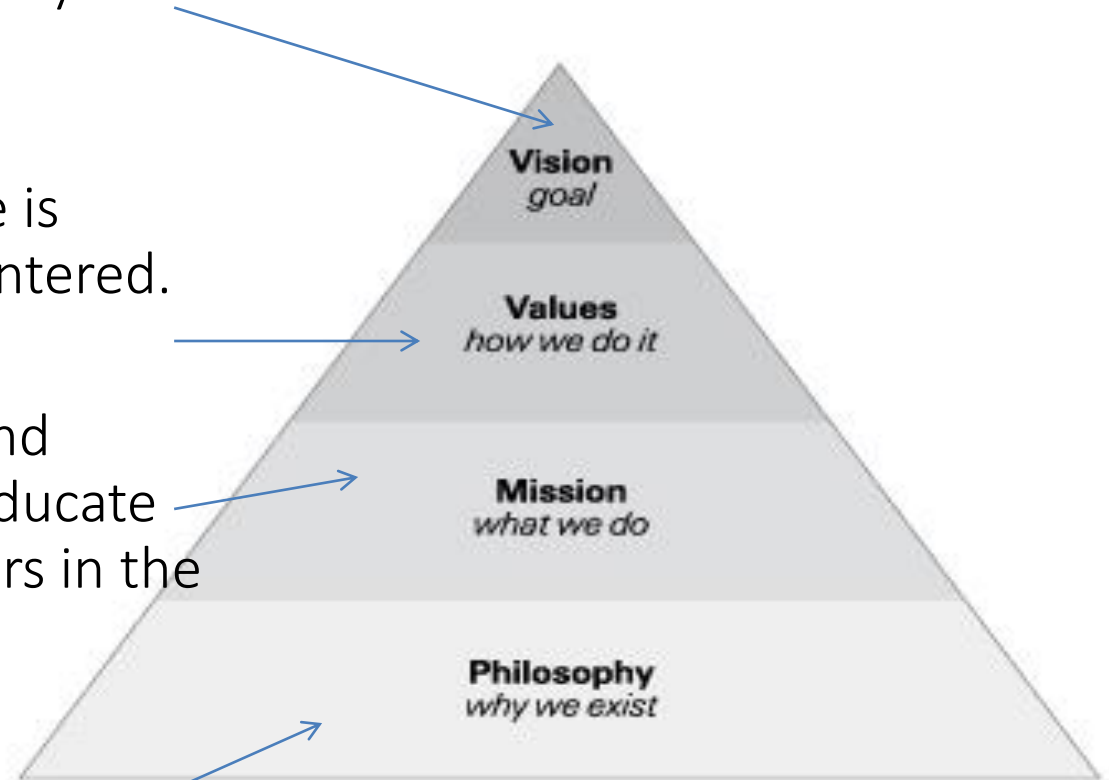 y
Vision
goal
e is
ntered.
Values
how we do it
nd
ducate
rs in the
Mission
what we do
Philosophy
why we exist